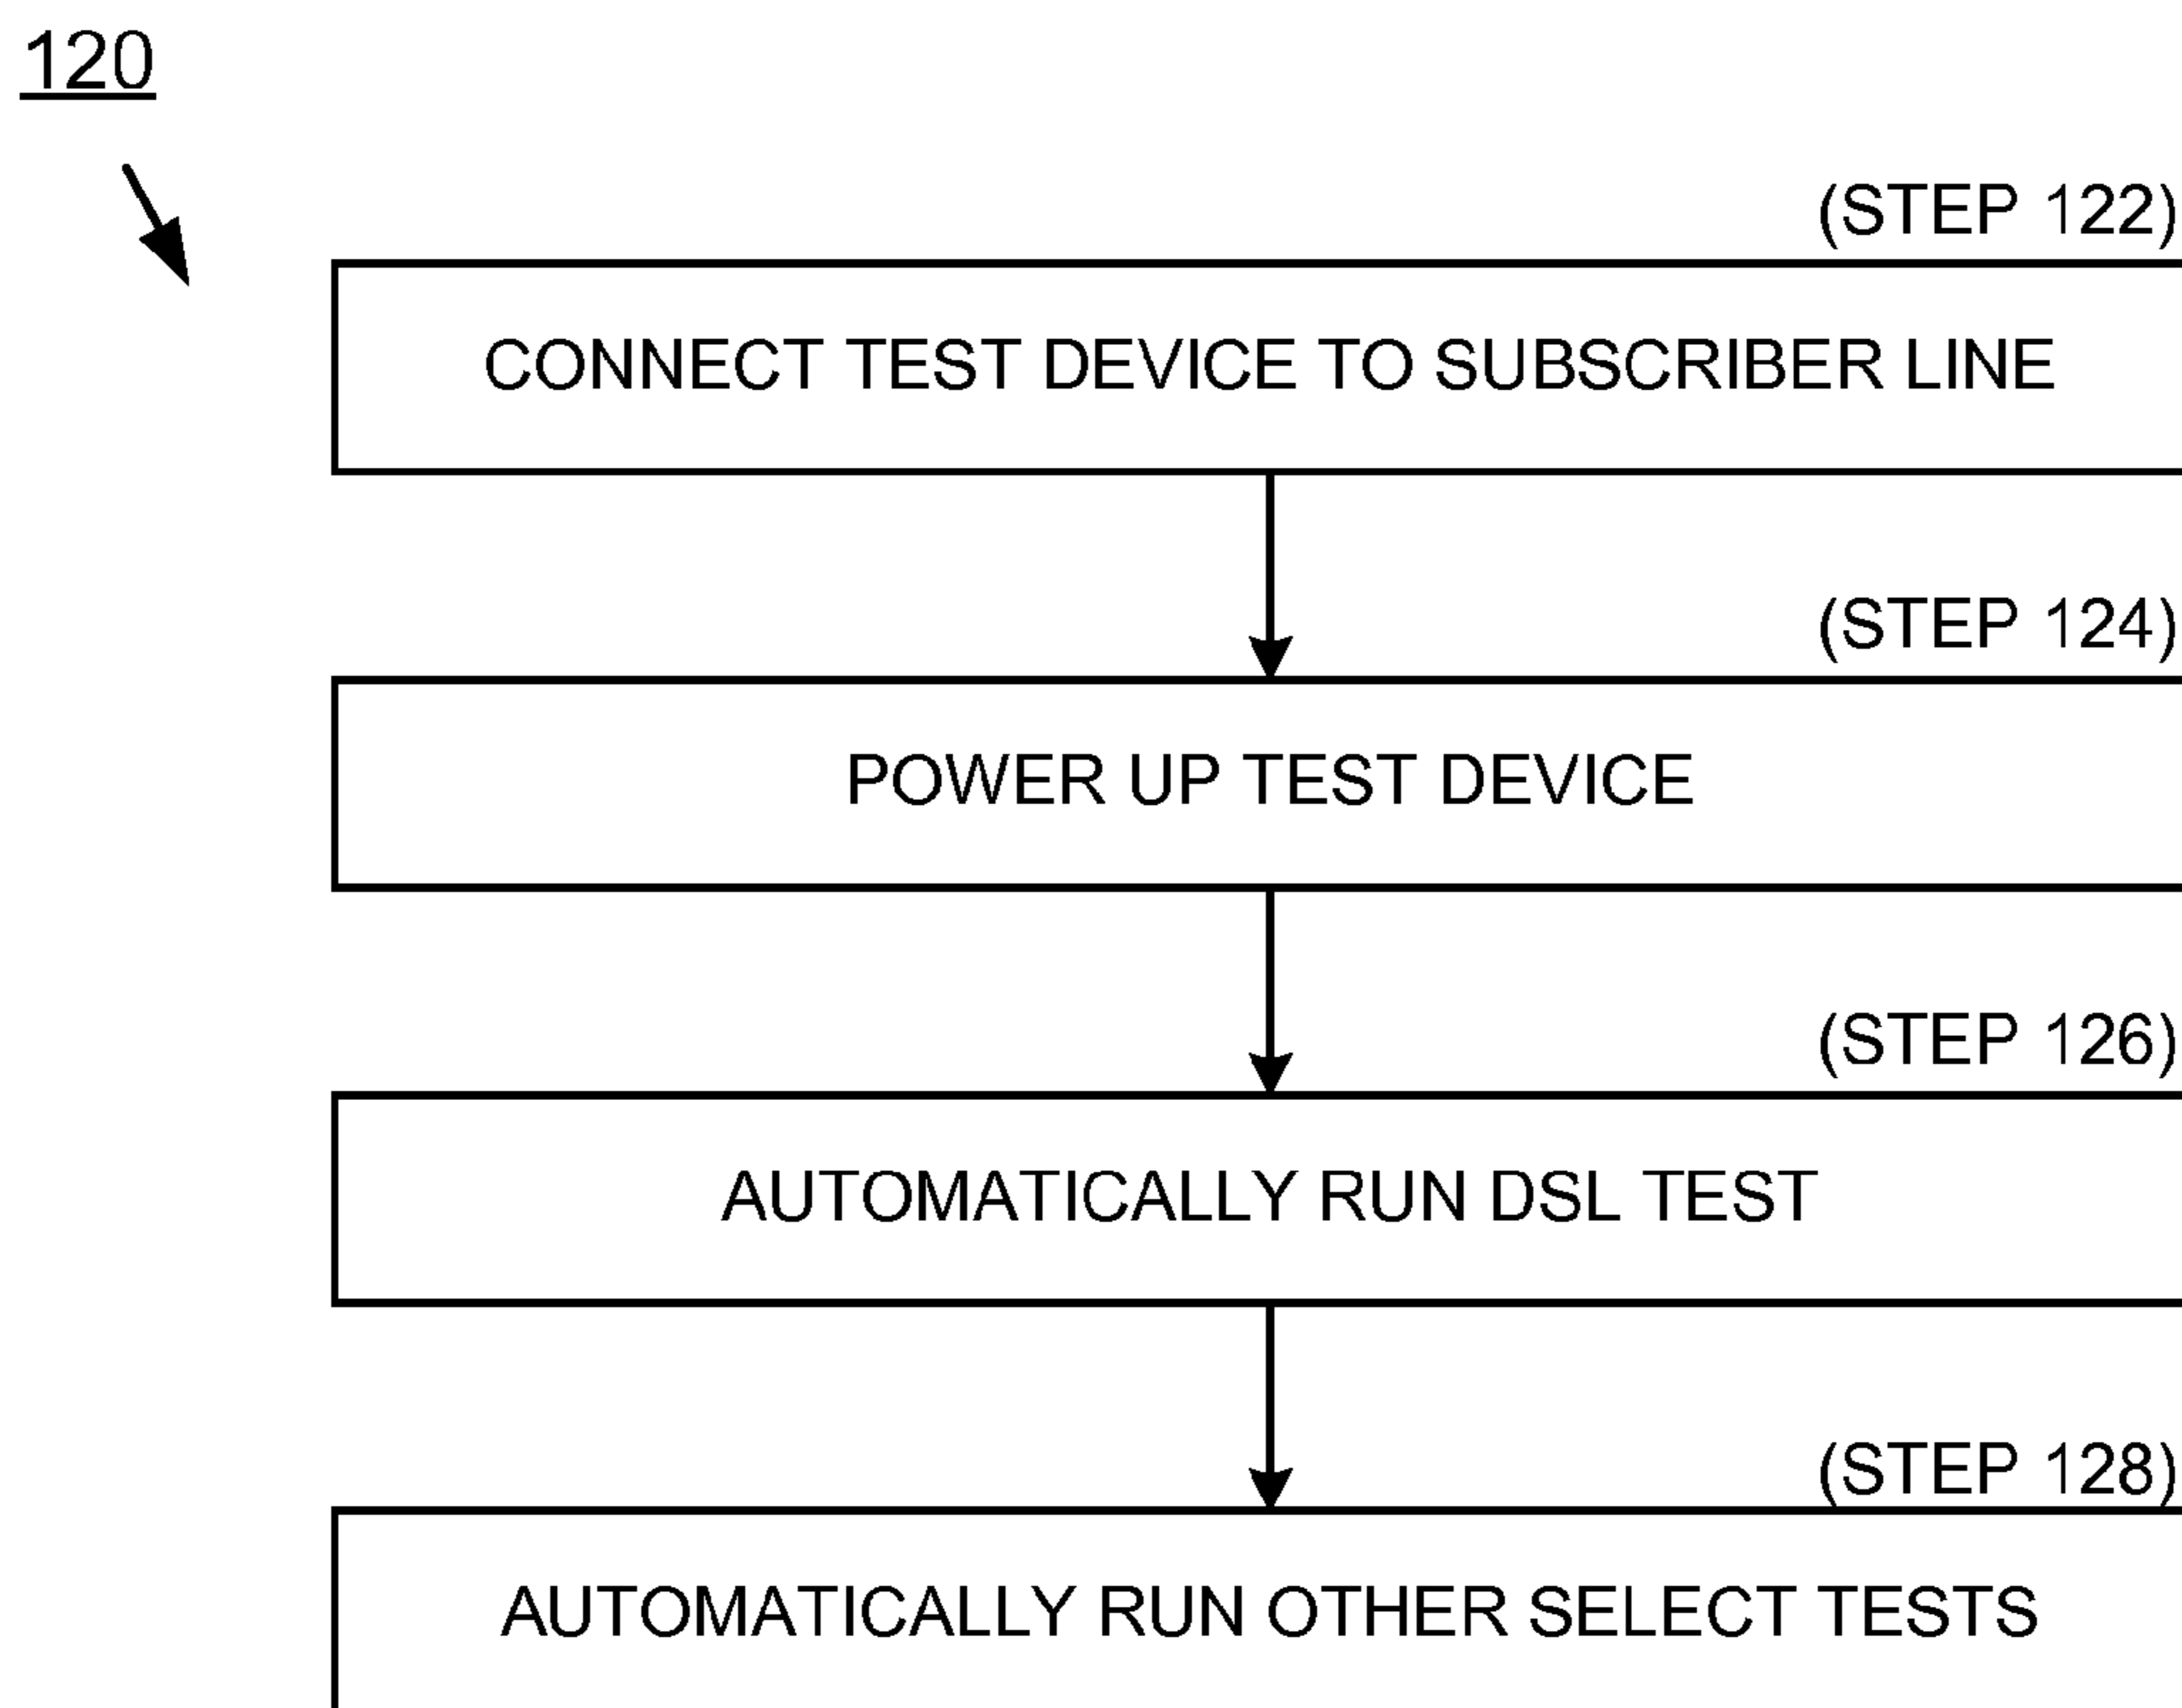 120
(STEP 122)
CONNECT TEST DEVICE TO SUBSCRIBER LINE
(STEP 124)
POWER UP TEST DEVICE
(STEP 126)
AUTOMATICALLY RUN DSL TEST
(STEP 128)
AUTOMATICALLY RUN OTHER SELECT TESTS